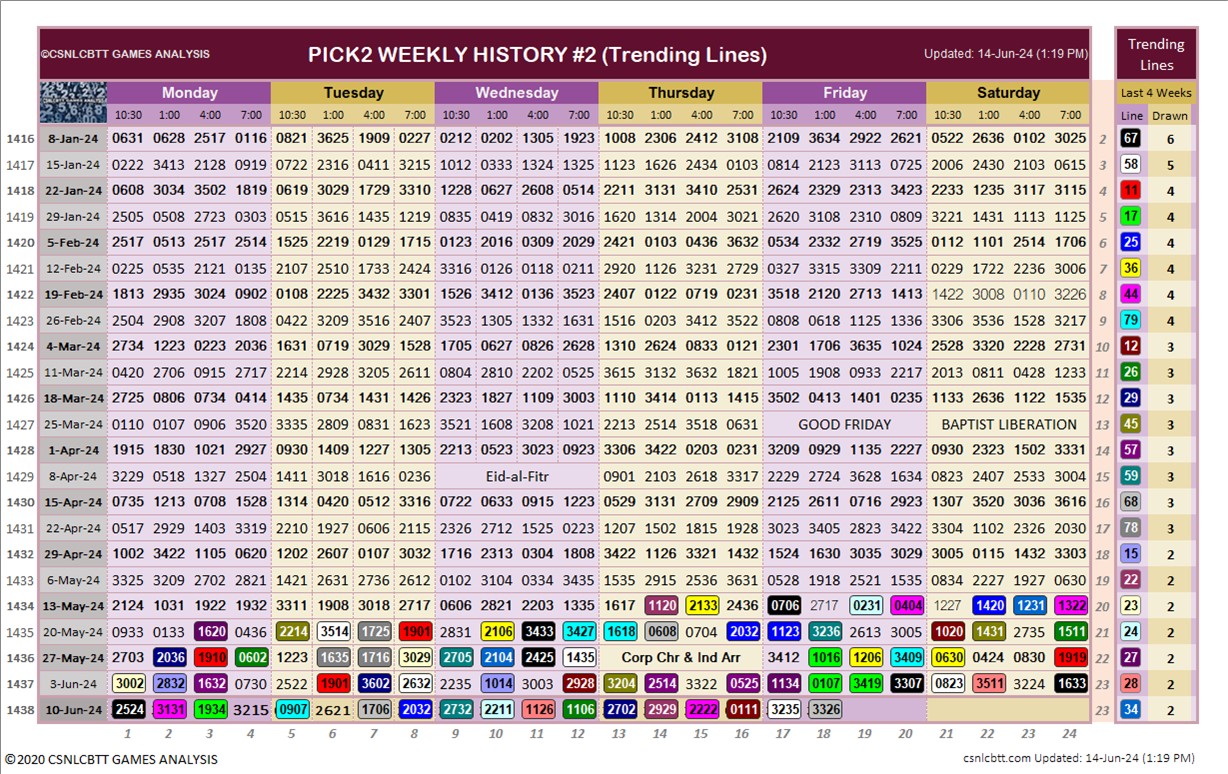 ©CSNLCBTT GAMES ANALYSIS PICK2 WEEKLY HISTORY #2 (Trending Lines) Updated: 14-Jun-24 (1:19 PM) Trending Lines
Monday Tuesday Wednesday Thursday Friday Saturday Last 4 Weeks
10:30 1:00 4:00 7:00 10:30 1:00 4:00 7:00 10:30 1:00 4:00 7:00 10:30 1:00 4:00 7:00 10:30 1:00 4:00 7:00 10:30 1:00 4:00 7:00 Line Drawn
1416 8-Jan-24 0631 0628 2517 0116 0821 3625 1909 0227 0212 0202 1305 1923 1008 2306 2412 3108 2109 3634 2922 2621 0522 2636 0102 3025 2 67 6
1417 15-Jan-24 0222 3413 2128 0919 0722 2316 0411 3215 1012 0333 1324 1325 1123 1626 2434 0103 0814 2123 3113 0725 2006 2430 2103 0615 3 58 5
1418 22-Jan-24 0608 3034 3502 1819 0619 3029 1729 3310 1228 0627 2608 0514 2211 3131 3410 2531 2624 2329 2313 3423 2233 1235 3117 3115 4 11 4
1419 29-Jan-24 2505 0508 2723 0303 0515 3616 1435 1219 0835 0419 0832 3016 1620 1314 2004 3021 2620 3108 2310 0809 3221 1431 1113 1125 5 17 4
1420 5-Feb-24 2517 0513 2517 2514 1525 2219 0129 1715 0123 2016 0309 2029 2421 0103 0436 3632 0534 2332 2719 3525 0112 1101 2514 1706 6 25 4
1421 12-Feb-24 0225 0535 2121 0135 2107 2510 1733 2424 3316 0126 0118 0211 2920 1126 3231 2729 0327 3315 3309 2211 0229 1722 2236 3006 7 36 4
1422 19-Feb-24 1813 2935 3024 0902 0108 2225 3432 3301 1526 3412 0136 3523 2407 0122 0719 0231 3518 2120 2713 1413 1422 3008 0110 3226 8 44 4
1423 26-Feb-24 2504 2908 3207 1808 0422 3209 3516 2407 3523 1305 1332 1631 1516 0203 3412 3522 0808 0618 1125 1336 3306 3536 1528 3217 9 79 4
1424 4-Mar-24 2734 1223 0223 2036 1631 0719 3029 1528 1705 0627 0826 2628 1310 2624 0833 0121 2301 1706 3635 1024 2528 3320 2228 2731 10 12 3
1425 11-Mar-24 0420 2706 0915 2717 2214 2928 3205 2611 0804 2810 2202 0525 3615 3132 3632 1821 1005 1908 0933 2217 2013 0811 0428 1233 11 26 3
1426 18-Mar-24 2725 0806 0734 0414 1435 0734 1431 1426 2323 1827 1109 3003 1110 3414 0113 1415 3502 0413 1401 0235 1133 2636 1122 1535 12 29 3
1427 25-Mar-24 0110 0107 0906 3520 3335 2809 0831 1623 3521 1608 3208 1021 2213 2514 3518 0631 GOOD FRIDAY BAPTIST LIBERATION 13 45 3
1428 1-Apr-24 1915 1830 1021 2927 0930 1409 1227 1305 2213 0523 3023 0923 3306 3422 0203 0231 3209 0929 1135 2227 0930 2323 1502 3331 14 57 3
1429 8-Apr-24 3229 0518 1327 2504 1411 3018 1616 0236 Eid-al-Fitr 0901 2103 2618 3317 2229 2724 3628 1634 0823 2407 2533 3004 15 59 3
1430 15-Apr-24 0735 1213 0708 1528 1314 0420 0512 3316 0722 0633 0915 1223 0529 3131 2709 2909 2125 2611 0716 2923 1307 3520 3036 3616 16 68 3
1431 22-Apr-24 0517 2929 1403 3319 2210 1927 0606 2115 2326 2712 1525 0223 1207 1502 1815 1928 3023 3405 2823 3422 3304 1102 2326 2030 17 78 3
1432 29-Apr-24 1002 3422 1105 0620 1202 2607 0107 3032 1716 2313 0304 1808 3422 1126 3321 1432 1524 1630 3035 3029 3005 0115 1432 3303 18 15 2
1433 6-May-24 3325 3209 2702 2821 1421 2631 2736 2612 0102 3104 0334 3435 1535 2915 2536 3631 0528 1918 2521 1535 0834 2227 1927 0630 19 22 2
1434 13-May-24 2124 1031 1922 1932 3311 1908 3018 2717 0606 2821 2203 1335 1617 1120 2133 2436 0706 2717 0231 0404 1227 1420 1231 1322 20 23 2
1435 20-May-24 0933 0133 1620 0436 2214 3514 1725 1901 2831 2106 3433 3427 1618 0608 0704 2032 1123 3236 2613 3005 1020 1431 2735 1511 21 24 2
1436 27-May-24 2703 2036 1910 0602 1223 1635 1716 3029 2705 2104 2425 1435 Corp Chr & Ind Arr 3412 1016 1206 3409 0630 0424 0830 1919 22 27 2
1437 3-Jun-24 3002 2832 1632 0730 2522 1901 3602 2632 2235 1014 3003 2928 3204 2514 3322 0525 1134 0107 3419 3307 0823 3511 3224 1633 23 28 2
1438 10-Jun-24 2524 3131 1934 3215 0907 2621 1706 2032 2732 2211 1126 1106 2702 2929 2222 0111 3235 3326 23 34 2
1 2 3 4 5 6 7 8 9 10 11 12 13 14 15 16 17 18 19 20 21 22 23 24
©2020 CSNLCBTT GAMES ANALYSIS csnlcbtt.com Updated: 14-Jun-24 (1:19 PM)